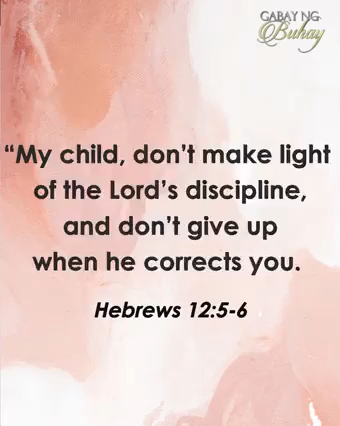 GABAY NG
Buhay
“My child, don’t make light
of the Lord’s discipline,
and don’t give up
when he corrects you.
Hebrews 12:5-6